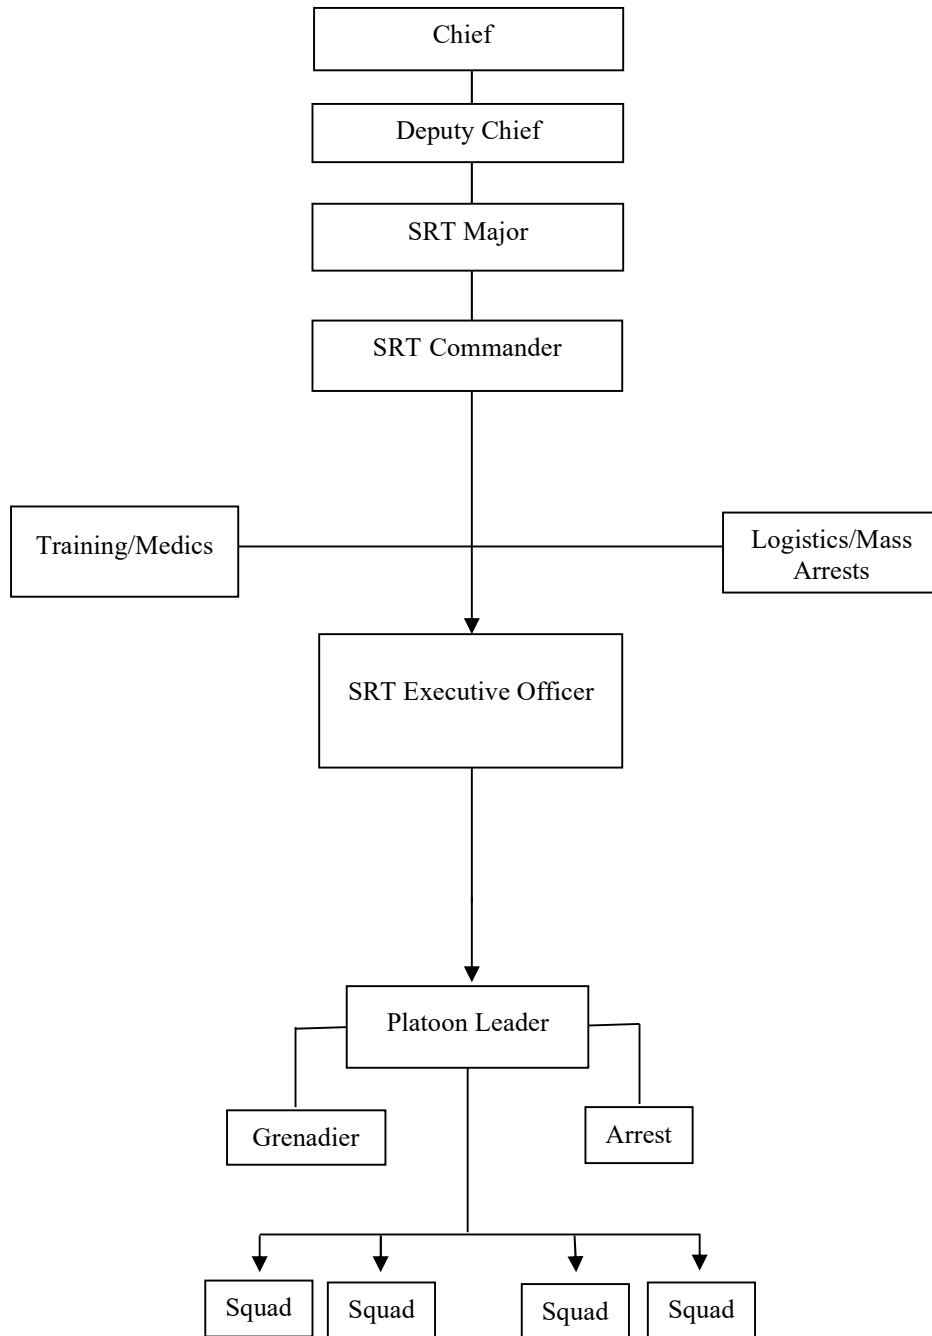 Chief
Deputy Chief
SRT Major
SRT Commander
Training/Medics
Logistics/Mass
Arrests
SRT Executive Officer
Platoon Leader
Grenadier
Arrest
Squad
Squad
Squad
Squad